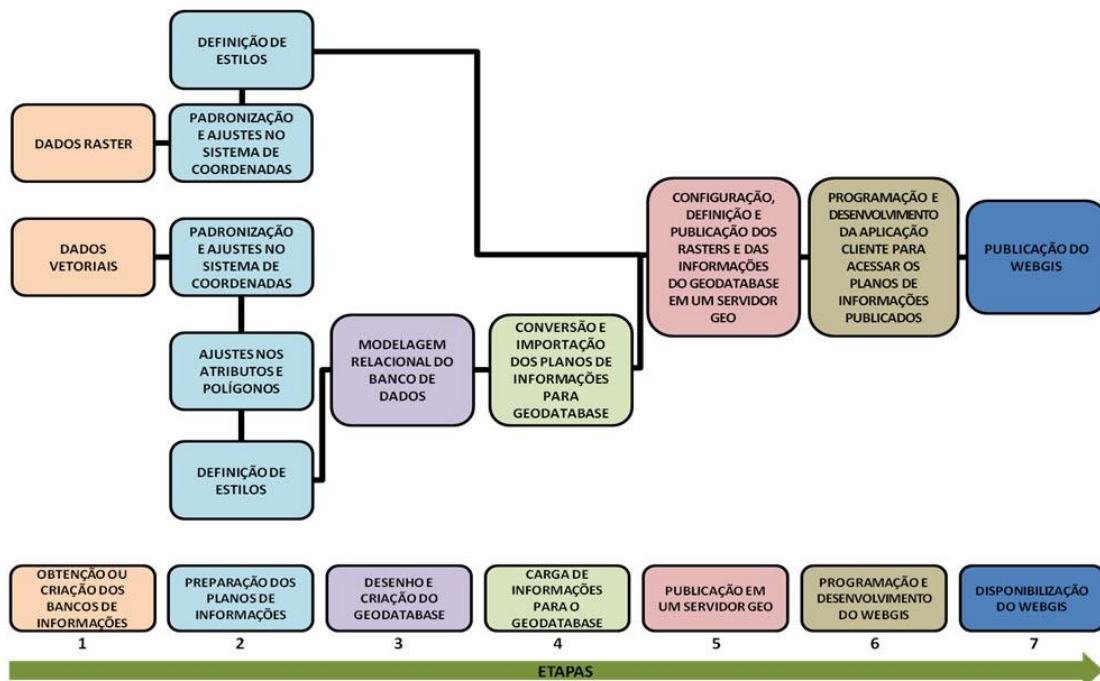 DEFINIÇÃO DE
ESTILOS
DADOS RASTER
PADRONIZAÇÃO
E AJUSTES NO
SISTEMA DE
COORDENADAS
DADOS
VETORIAIS
PADRONIZAÇÃO
E AJUSTES NO
SISTEMA DE
COORDENADAS
AJUSTES NOS
ATRIBUTOS E
POLÍGONOS
DEFINIÇÃO DE
ESTILOS
MODELAGEM
RELACIONAL DO
BANCO DE
DADOS
CONVERSÃO E
IMPORTAÇÃO
DOS PLANOS DE
INFORMAÇÕES
PARA
GEODATABASE
CONFIGURAÇÃO,
DEFINIÇÃO E
PUBLICAÇÃO DOS
RASTERS E DAS
INFORMAÇÕES
DO GEODATABASE
EM UM SERVIDOR
GEO
PROGRAMAÇÃO E
DESENVOLVIMENTO
DA APLICAÇÃO
CLIENTE PARA
ACESSAR OS
PLANOS DE
INFORMAÇÕES
PUBLICADOS
PUBLICAÇÃO DO
WEBGIS
OBTENÇÃO OU
CRIAÇÃO DOS
BANCOS DE
INFORMAÇÕES
PREPARAÇÃO DOS
PLANOS DE
INFORMAÇÕES
DESENHO E
CRIAÇÃO DO
GEODATABASE
CARGA DE
INFORMAÇÕES
PARA O
GEODATABASE
PUBLICAÇÃO EM
UM SERVIDOR GEO
PROGRAMAÇÃO E
DESENVOLVIMENTO
DO WEBGIS
DISPONIBILIZAÇÃO
DO WEBGIS
1 2 3 4 5 6 7
ETAPAS